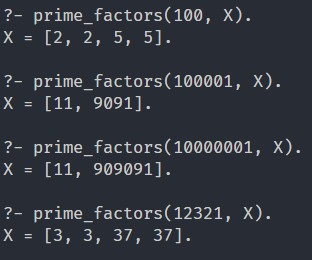 ?- prime_factors(100, X).
X = [2, 2, 5, 5].
?- prime_factors(100001, X).
X = [11, 9091].
?- prime_factors(10000001, X).
X = [11, 909091].
?- prime_factors(12321, X).
X = [3, 3, 37, 37].